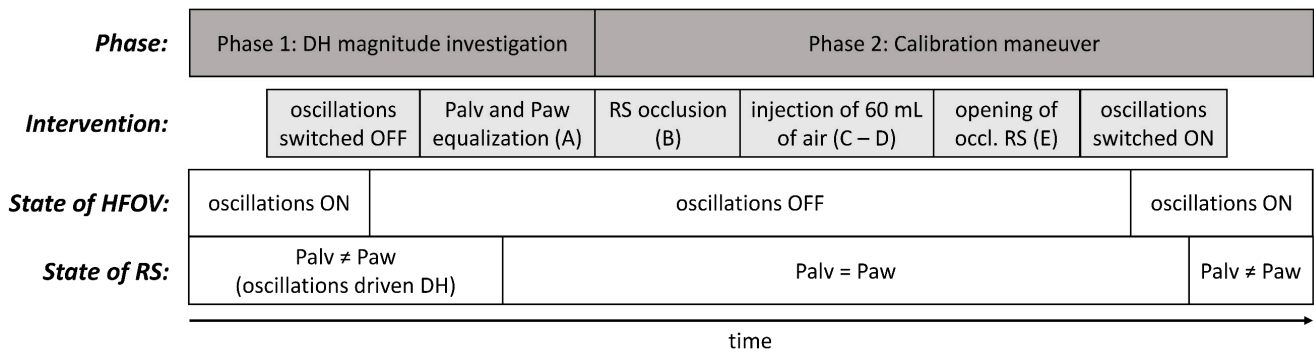 Phase:
Phase 1: DH magnitude investigation
Phase 2: Calibration maneuver
Intervention:
oscillations
switched OFF
Palv and Paw
equalization (A)
RS occlusion
(B)
injection of 60 mL
of air (C – D)
opening of
occl. RS (E)
oscillations
switched ON
State of HFOV:
oscillations ON
oscillations OFF
oscillations ON
State of RS:
Palv ≠ Paw
(oscillations driven DH)
Palv = Paw
Palv ≠ Paw
time